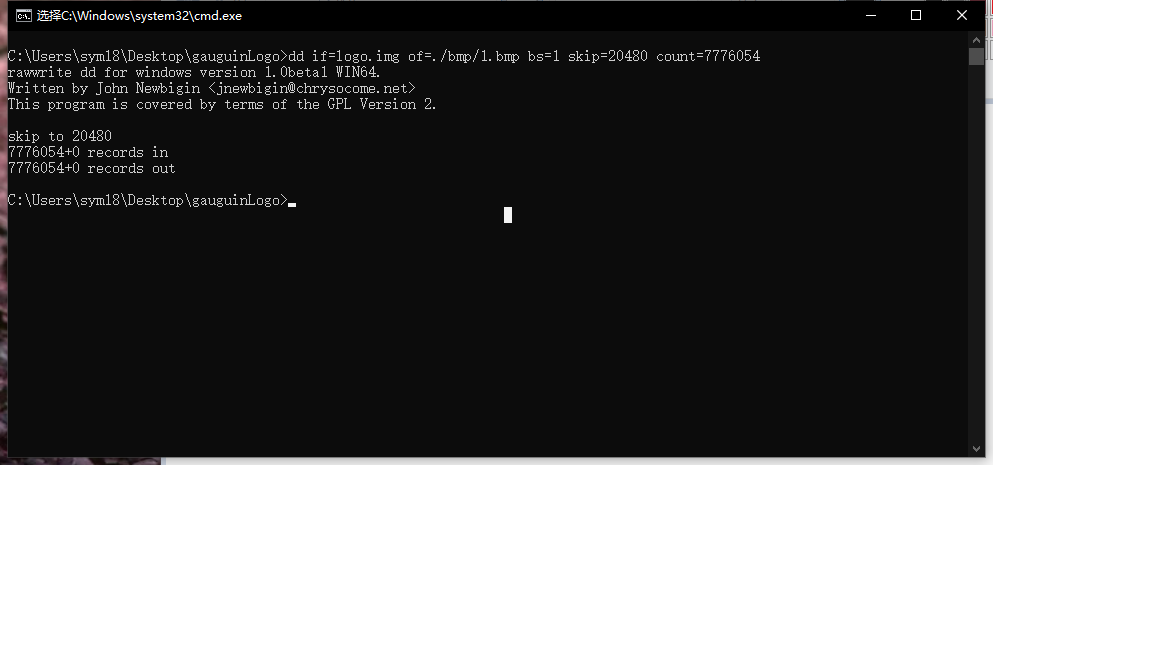 选择C:\Windows\system32\cmd.exe
C:\Users\sym18\Desktop\gauguinLogo>dd if=logo.img of=./bmp/1.bmp bs=1 skip=20480 count=7776054
rawwrite dd for windows version 1.0beta1 WIN64.
Written by John Newbigin <jnewbigin@chrysocome.net>
This program is covered by terms of the GPL Version 2.
skip to 20480
7776054+0 records in
7776054+0 records out
C:\Users\sym18\Desktop\gauguinLogo>